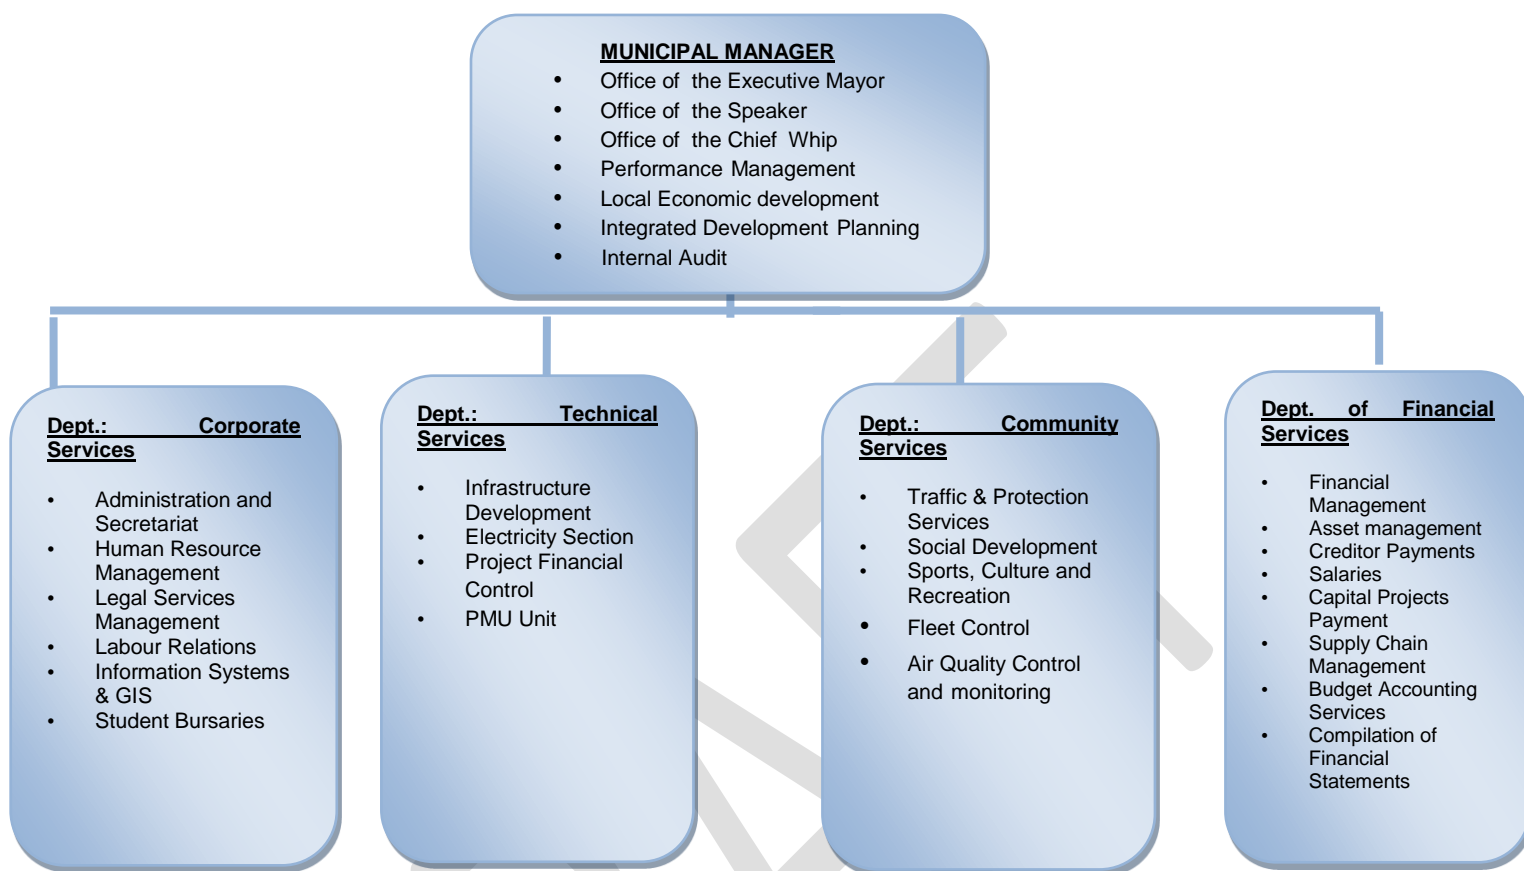 MUNICIPAL MANAGER
• Office of the Executive Mayor
• Office of the Speaker
• Office of the Chief Whip
• Performance Management
• Local Economic development
• Integrated Development Planning
• Internal Audit
Dept.: Corporate
Services
• Administration and
Secretariat
• Human Resource
Management
• Legal Services
Management
• Labour Relations
• Information Systems
& GIS
• Student Bursaries
Dept.: Technical
Services
• Infrastructure
Development
• Electricity Section
• Project Financial
Control
• PMU Unit
Dept.: Community
Services
• Traffic & Protection
Services
• Social Development
• Sports, Culture and
Recreation
• Fleet Control
• Air Quality Control
and monitoring
Dept. of Financial
Services
• Financial
Management
• Asset management
• Creditor Payments
• Salaries
• Capital Projects
Payment
• Supply Chain
Management
• Budget Accounting
Services
• Compilation of
Financial
Statements